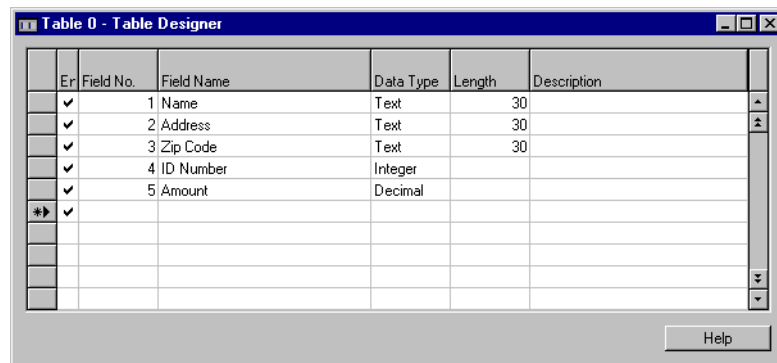 Table 0 - Table Designer
Er Field No. Field Name Data Type Length Description
1 Name Text 30
2 Address Text 30
3 Zip Code Text 30
4 ID Number Integer
5 Amount Decimal
Help